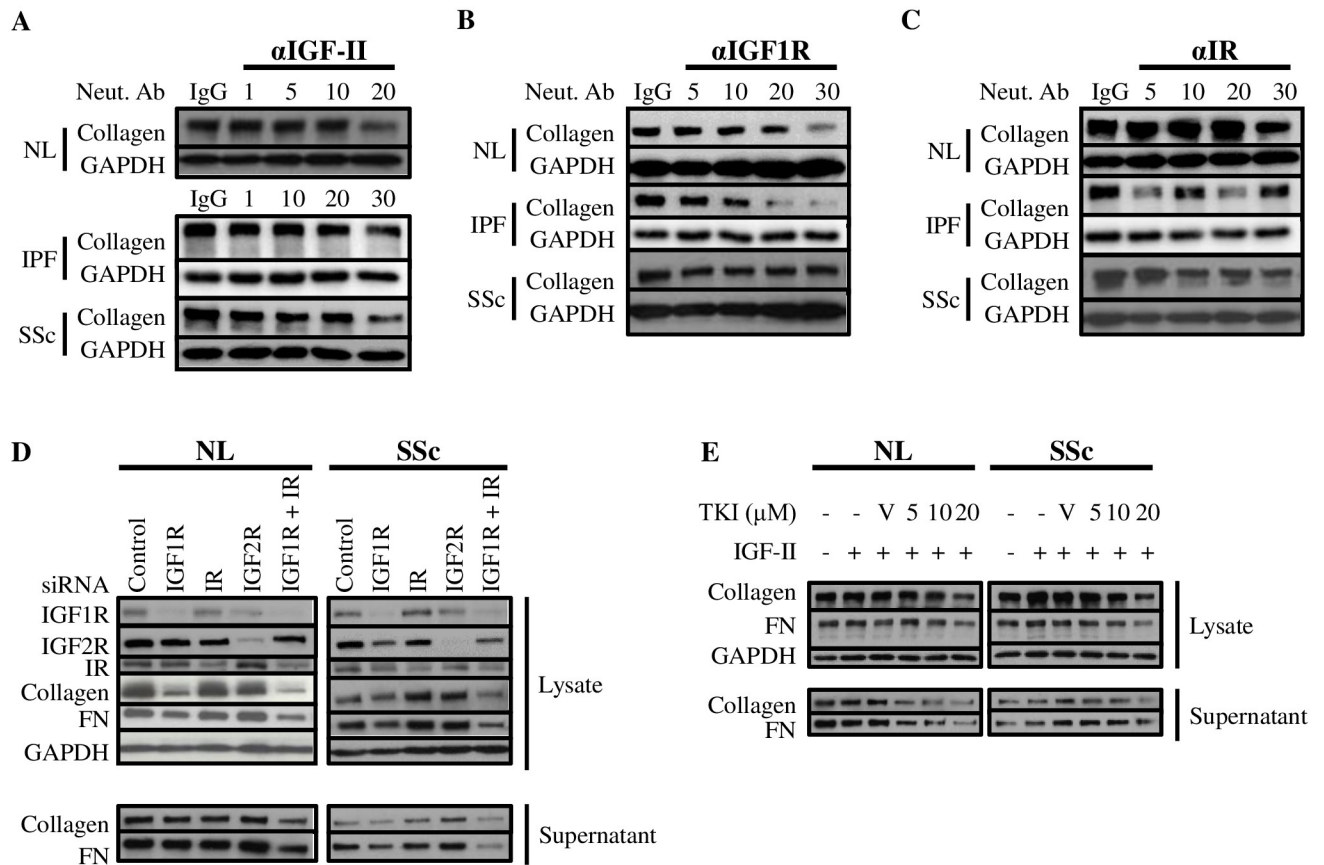 A
αIGF-II
Neut. Ab IgG 1 5 10 20
NL
Collagen
GAPDH
IgG 1 10 20 30
IPF
Collagen
GAPDH
SSc
Collagen
GAPDH
B
αIGF1R
Neut. Ab IgG 5 10 20 30
NL
Collagen
GAPDH
IPF
Collagen
GAPDH
SSc
Collagen
GAPDH
C
αIR
Neut. Ab IgG 5 10 20 30
NL
Collagen
GAPDH
IPF
Collagen
GAPDH
SSc
Collagen
GAPDH
D
NL SSc
siRNA Control IGF1R IR IGF2R IGF1R + IR Control IGF1R IR IGF2R IGF1R + IR
IGF1R
IGF2R
IR
Collagen
FN
GAPDH
Lysate
Collagen
FN
Supernatant
E
NL SSc
TKI (μM) - - V 5 10 20 - - V 5 10 20
IGF-II - + + + + + - + + + + +
Collagen
FN
GAPDH
Lysate
Collagen
FN
Supernatant